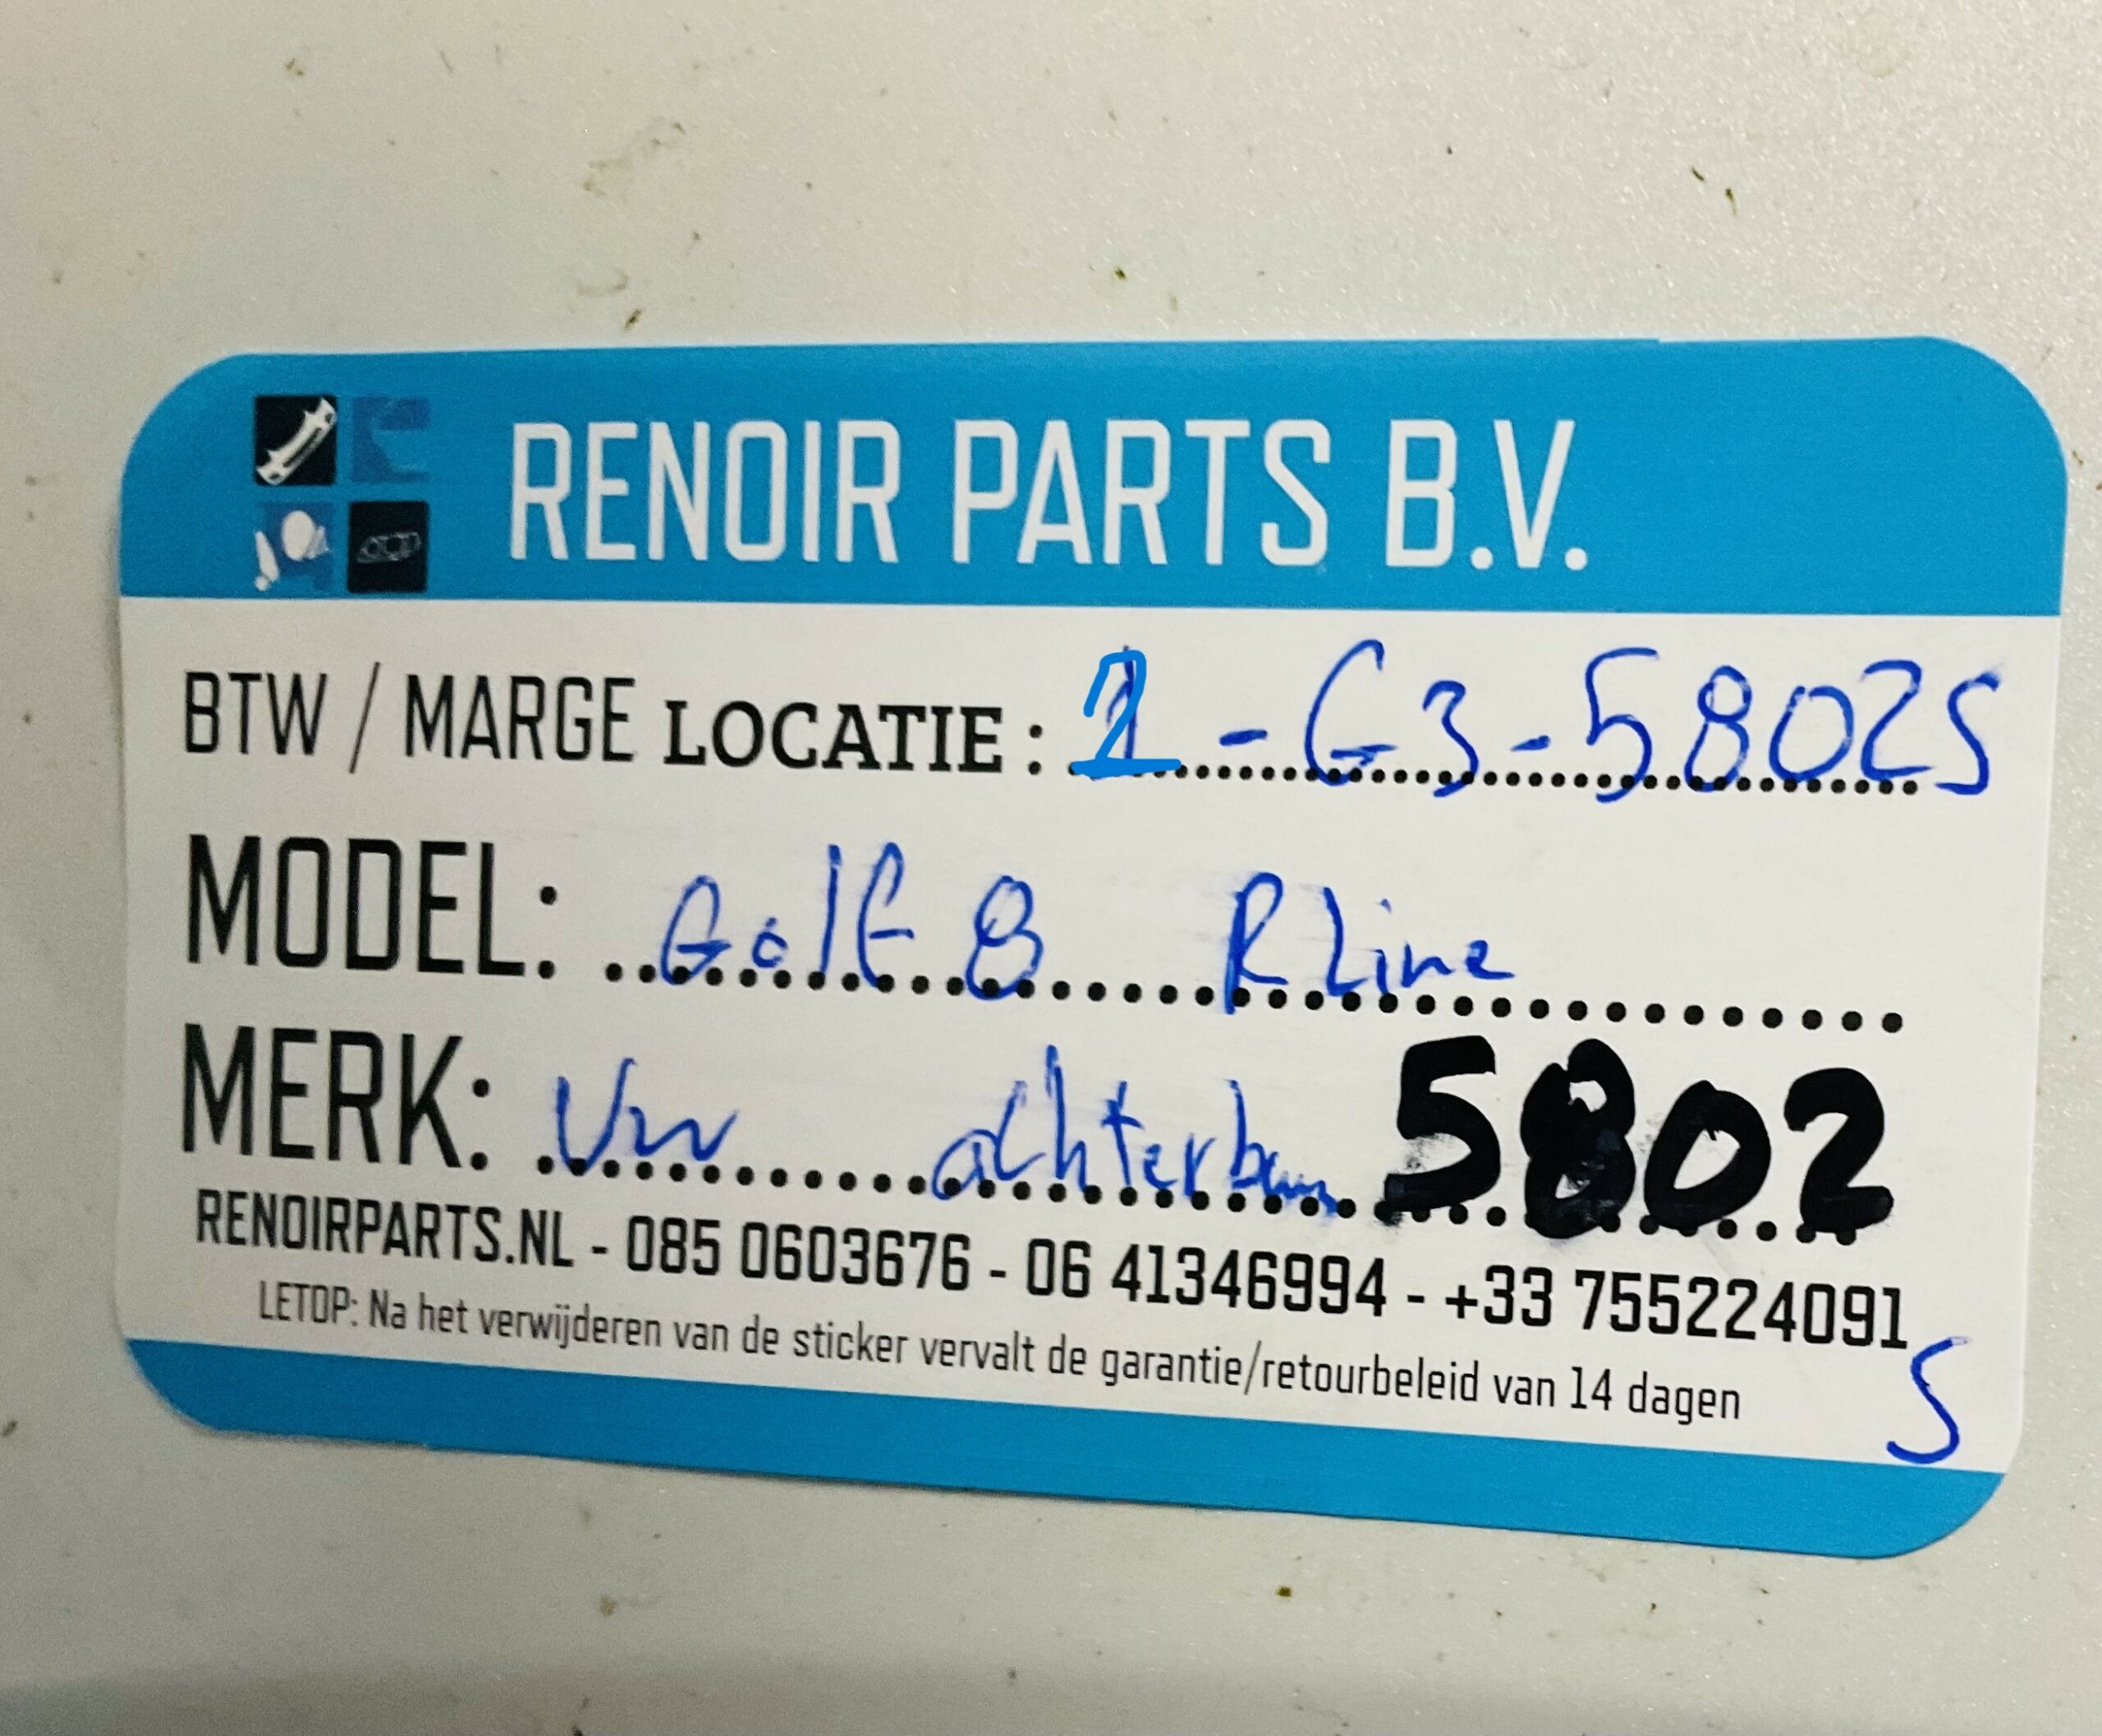 RENOIR PARTS B.V.
BTW / MARGE LOCATIE : 2 - G3 - 5802S
MODEL: Golf 8 R Line
MERK: VW achterbum 5802
RENOIRPARTS.NL - 085 0603676 - 06 41346994 - +33 755224091
LETOP: Na het verwijderen van de sticker vervalt de garantie/retourbeleid van 14 dagen
S